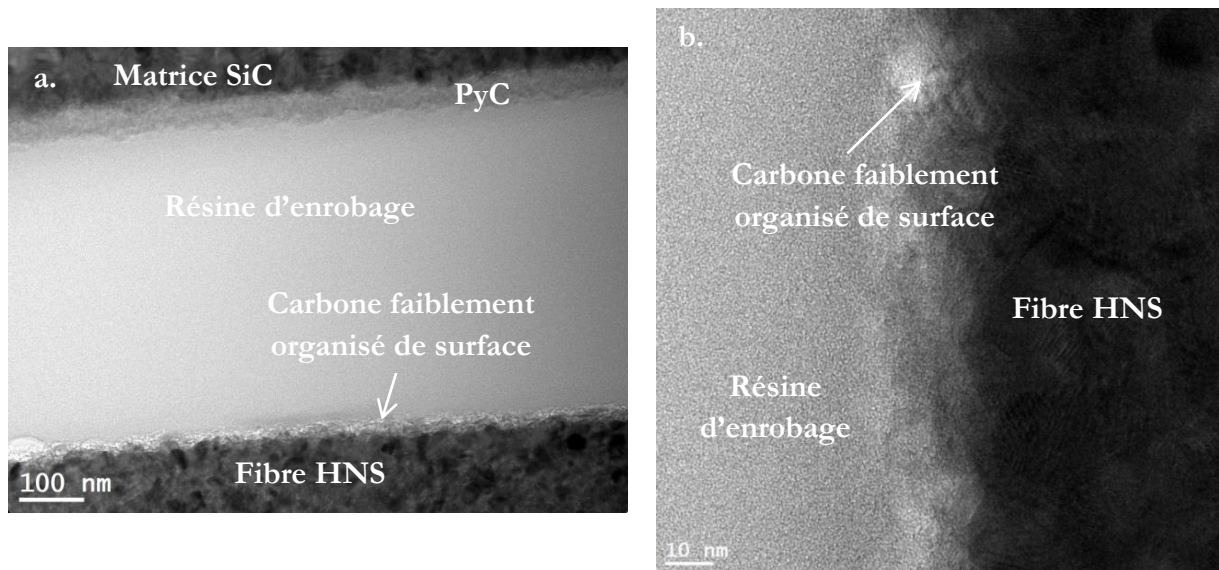 a.
Matrice SiC
PyC
Résine d'enrobage
Carbone faiblement
organisé de surface
Fibre HNS
100 nm
b.
Carbone faiblement
organisé de surface
Fibre HNS
Résine
d'enrobage
10 nm